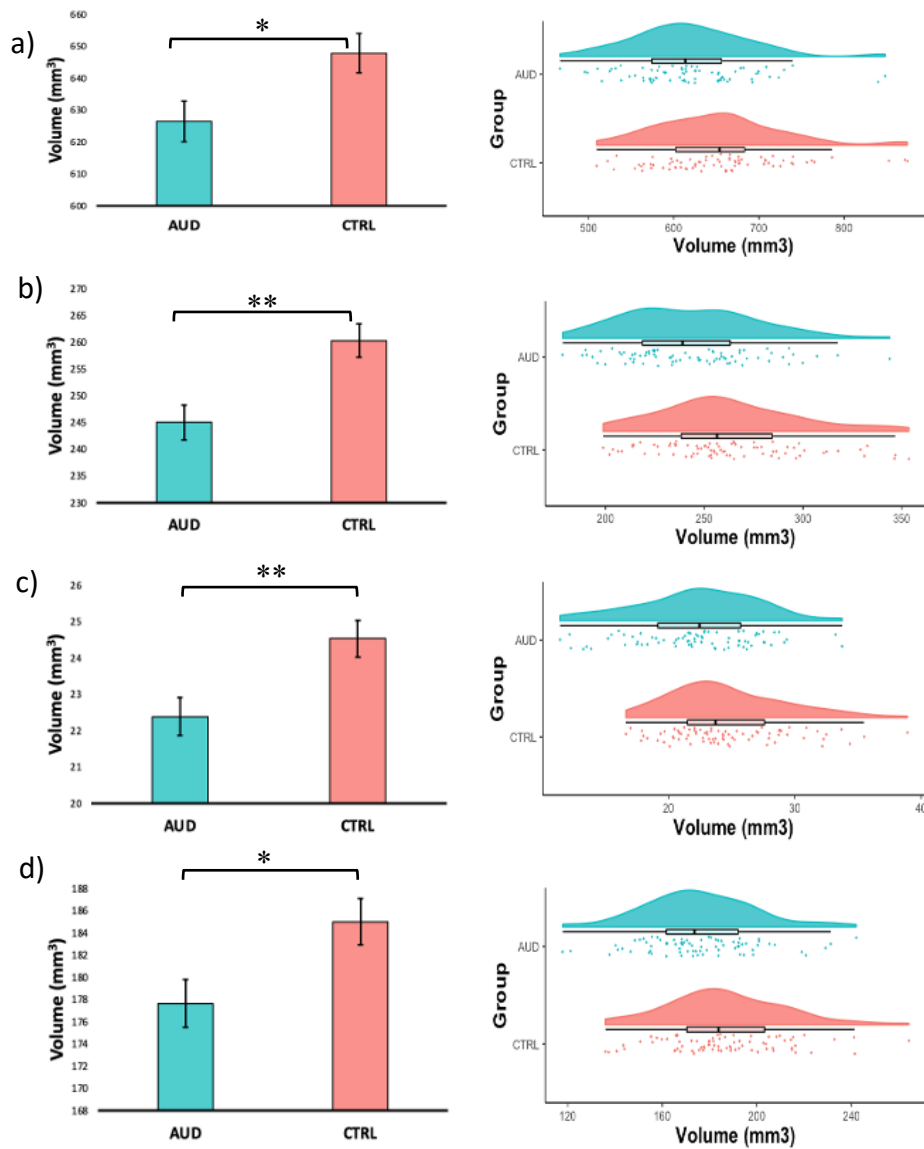 a)
*
Volume (mm³)
660
650
640
630
620
610
600
AUD
CTRL
Group
AUD
CTRL
500
600
700
800
Volume (mm3)
b)
**
Volume (mm³)
270
265
260
255
250
245
240
235
230
AUD
CTRL
Group
AUD
CTRL
200
250
300
350
Volume (mm3)
c)
**
Volume (mm³)
26
25
24
23
22
21
20
AUD
CTRL
Group
AUD
CTRL
20
30
40
Volume (mm3)
d)
*
Volume (mm³)
188
186
184
182
180
178
176
174
172
170
168
AUD
CTRL
Group
AUD
CTRL
120
160
200
240
Volume (mm3)